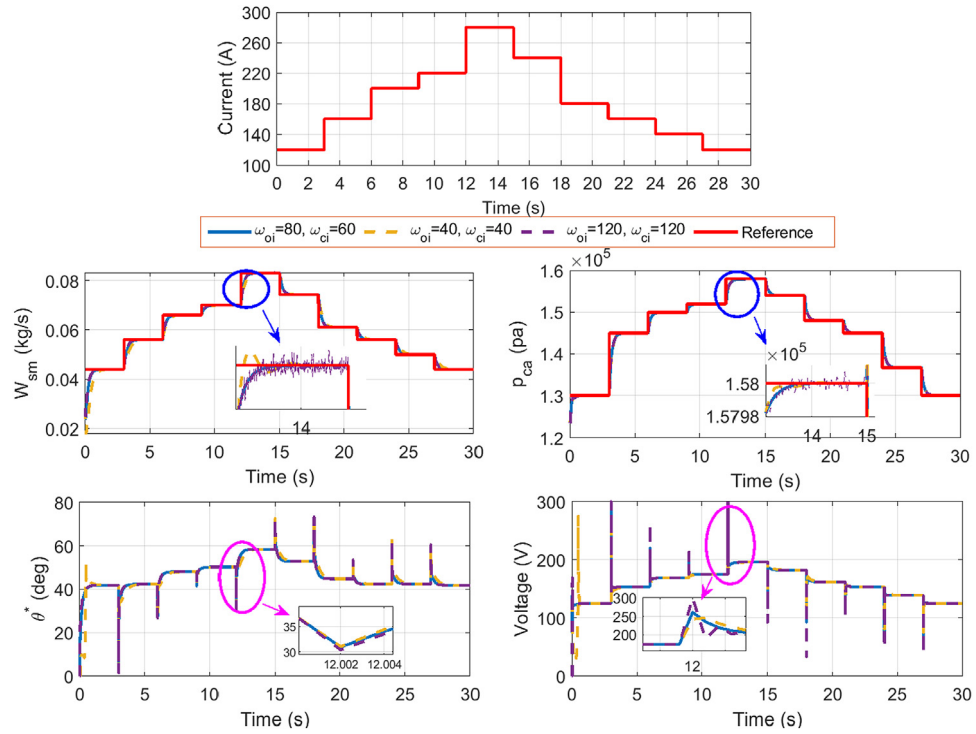 300
260
220
180
140
100
Current (A)
0 2 4 6 8 10 12 14 16 18 20 22 24 26 28 30
Time (s)
ω_oi=80, ω_ci=60 ω_oi=40, ω_ci=40 ω_oi=120, ω_ci=120 Reference
0.08
0.06
0.04
0.02
W_sm (kg/s)
14
0 5 10 15 20 25 30
Time (s)
×10^5
1.6
1.5
1.4
1.3
1.2
p_ca (pa)
×10^5
1.58
1.5798
14 15
0 5 10 15 20 25 30
Time (s)
80
60
40
20
0
θ* (deg)
35
30
12.002 12.004
0 5 10 15 20 25 30
Time (s)
300
200
100
0
Voltage (V)
300
250
200
12
0 5 10 15 20 25 30
Time (s)